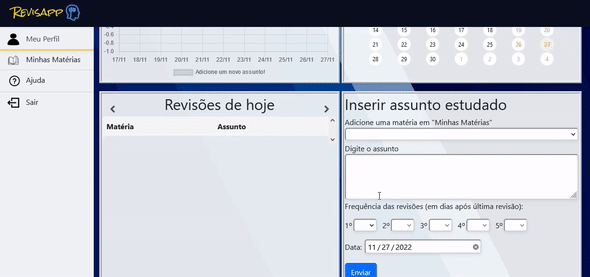 REVISAPP
Meu Perfil
Minhas Matérias
Ajuda
Sair
-0.6
-0.8
-1.0
17/11 18/11 19/11 20/11 21/11 22/11 23/11 24/11 25/11 26/11 27/11
Adicione um novo assunto!
14 15 16 17 18 19 20
21 22 23 24 25 26 27
28 29 30 1 2 3 4
Revisões de hoje
Matéria Assunto
Inserir assunto estudado
Adicione uma matéria em "Minhas Matérias"
Digite o assunto
Frequência das revisões (em dias após última revisão):
1º 2º 3º 4º 5º
Data: 11/27/2022
Enviar